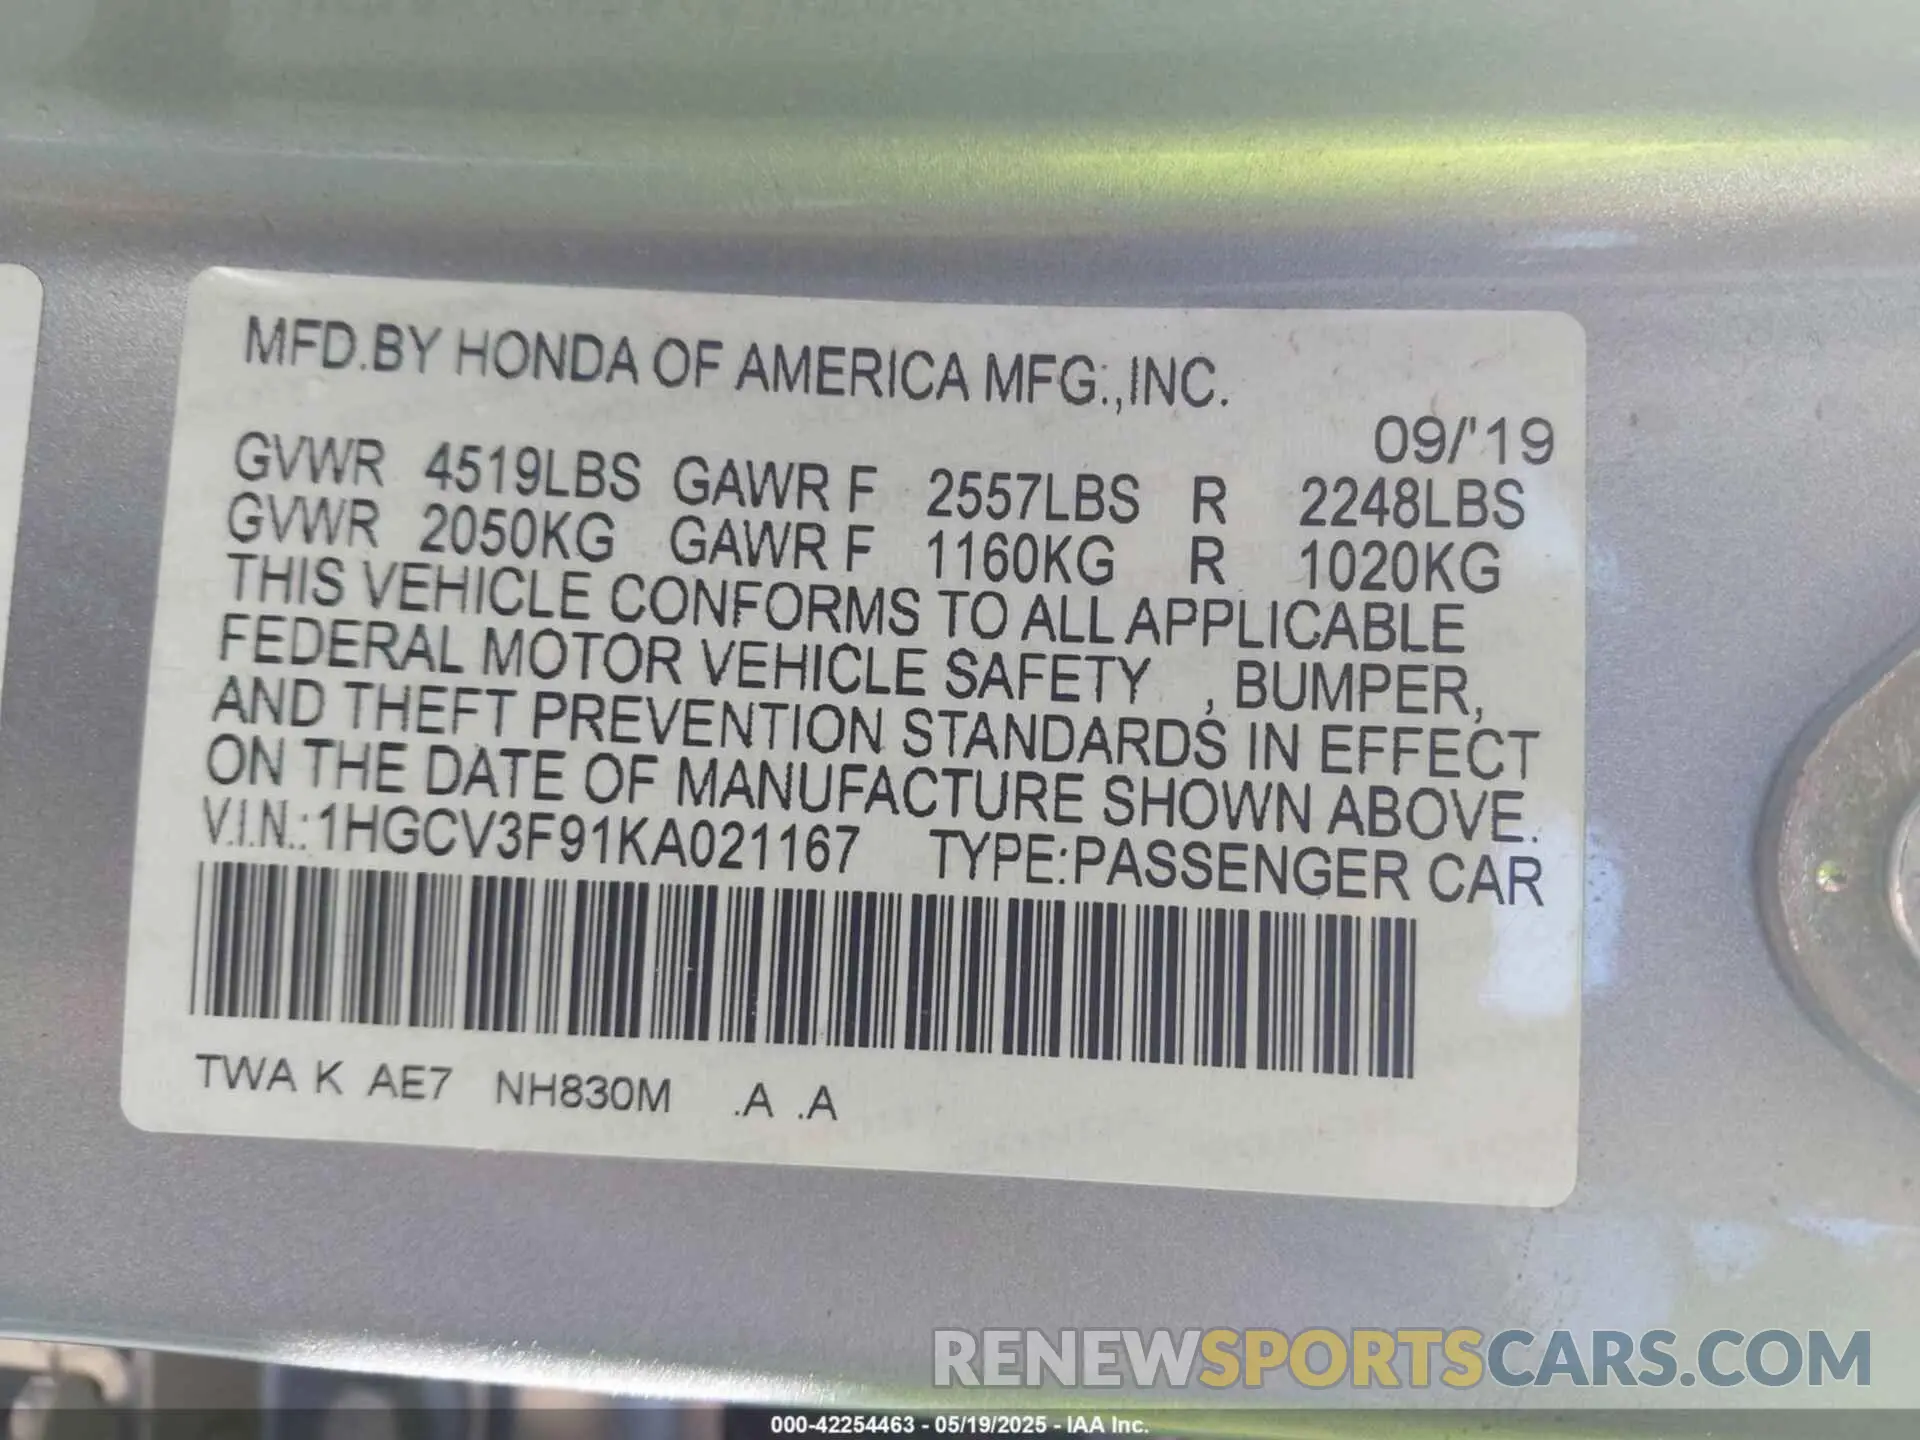 MFD.BY HONDA OF AMERICA MFG.,INC.
09/'19
GVWR 4519LBS GAWR F 2557LBS R 2248LBS
GVWR 2050KG GAWR F 1160KG R 1020KG
THIS VEHICLE CONFORMS TO ALL APPLICABLE
FEDERAL MOTOR VEHICLE SAFETY , BUMPER,
AND THEFT PREVENTION STANDARDS IN EFFECT
ON THE DATE OF MANUFACTURE SHOWN ABOVE.
V.I.N.:1HGCV3F91KA021167 TYPE:PASSENGER CAR
TWA K AE7 NH830M .A .A
RENEWSPORTSCARS.COM
000-42254463 - 05/19/2025 - IAA Inc.